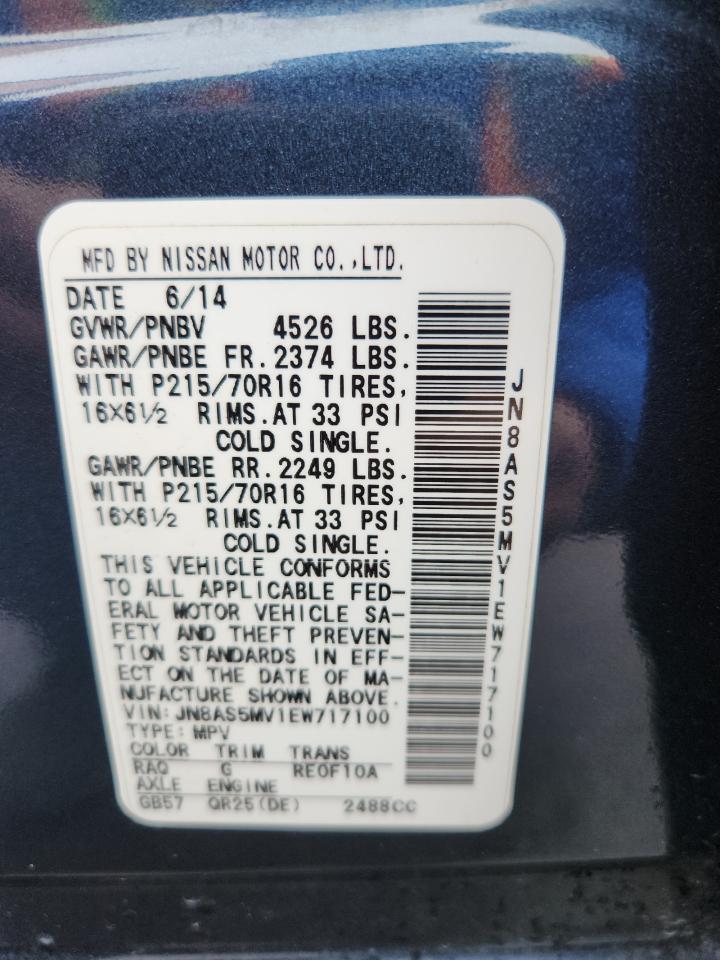 MFD BY NISSAN MOTOR CO.,LTD.
DATE 6/14
GVWR/PNBV 4526 LBS.
GAWR/PNBE FR.2374 LBS.
WITH P215/70R16 TIRES,
16X6½ RIMS.AT 33 PSI
COLD SINGLE.
GAWR/PNBE RR.2249 LBS.
WITH P215/70R16 TIRES,
16X6½ RIMS.AT 33 PSI
COLD SINGLE.
THIS VEHICLE CONFORMS
TO ALL APPLICABLE FED-
ERAL MOTOR VEHICLE SA-
FETY AND THEFT PREVEN-
TION STANDARDS IN EFF-
ECT ON THE DATE OF MA-
NUFACTURE SHOWN ABOVE.
VIN:JN8AS5MV1EW717100
TYPE:MPV
COLOR TRIM TRANS
RAQ G RE0F10A
AXLE ENGINE
GB57 QR25(DE) 2488CC
JN8AS5MV1EW717100